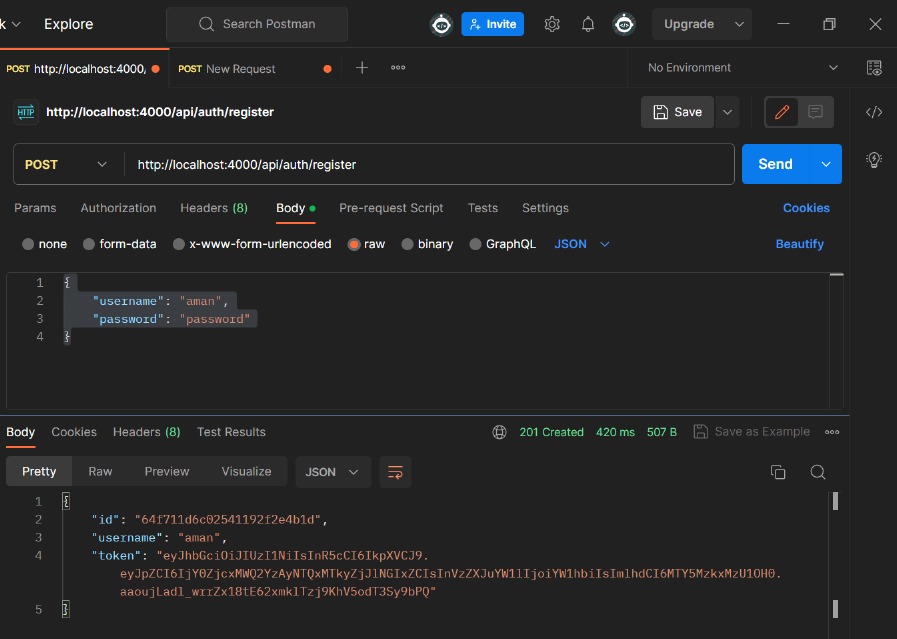 k Explore Search Postman Invite Upgrade
POST http://localhost:4000, POST New Request No Environment
HTTP http://localhost:4000/api/auth/register Save
POST http://localhost:4000/api/auth/register Send
Params Authorization Headers (8) Body Pre-request Script Tests Settings Cookies
none form-data x-www-form-urlencoded raw binary GraphQL JSON Beautify
1 {
2 "username": "aman",
3 "password": "password"
4 }
Body Cookies Headers (8) Test Results 201 Created 420 ms 507 B Save as Example
Pretty Raw Preview Visualize JSON
1 {
2 "id": "64f711d6c02541192f2e4b1d",
3 "username": "aman",
4 "token": "eyJhbGciOiJIUzI1NiIsInR5cCI6IkpXVCJ9.
eyJpZCI6IjY0ZjcxMWQ2YzAyNTQxMTkyZjJlNGIxZCIsInVzZXJuYW1lIjoiYW1hbiIsImlhdCI6MTY5MzkxMzU1OH0.
aaoujLadl_wrrZx18tE62xmklTzj9KhV5odT3Sy9bPQ"
5 }